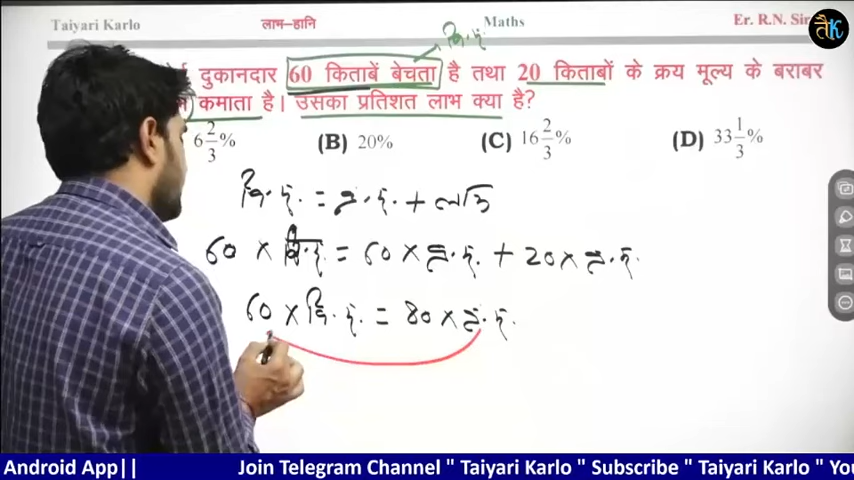 Taiyari Karlo लाभ-हानि Maths Er. R.N. Sir
वि. मू.
दुकानदार 60 किताबें बेचता है तथा 20 किताबों के क्रय मूल्य के बराबर
कमाता है। उसका प्रतिशत लाभ क्या है?
6 2/3% (B) 20% (C) 16 2/3% (D) 33 1/3%
वि. मू. = क्र. मू. + लाभ
60 × वि. मू. = 60 × क्र. मू. + 20 × क्र. मू.
60 × वि. मू. = 80 × क्र. मू.
Android App|| Join Telegram Channel " Taiyari Karlo " Subscribe " Taiyari Karlo " You